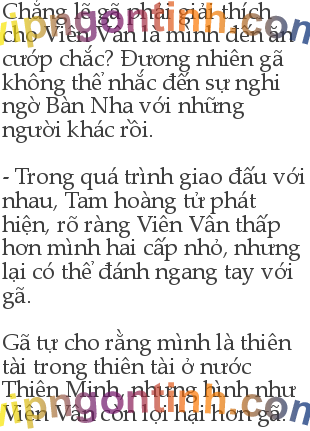 Chẳng lẽ gã phải giải thích
cho Viên Vân là mình đến ăn
cướp chắc? Đương nhiên gã
không thể nhắc đến sự nghi
ngờ Bàn Nha với những
người khác rồi.
- Trong quá trình giao đấu với
nhau, Tam hoàng tử phát
hiện, rõ ràng Viên Vân thấp
hơn mình hai cấp nhỏ, nhưng
lại có thể đánh ngang tay với
gã.
Gã tự cho rằng mình là thiên
tài trong thiên tài ở nước
Thiên Minh, nhưng hình như
Viên Vân còn lợi hại hơn gã.
vipngontinh.com
vipngontinh.com